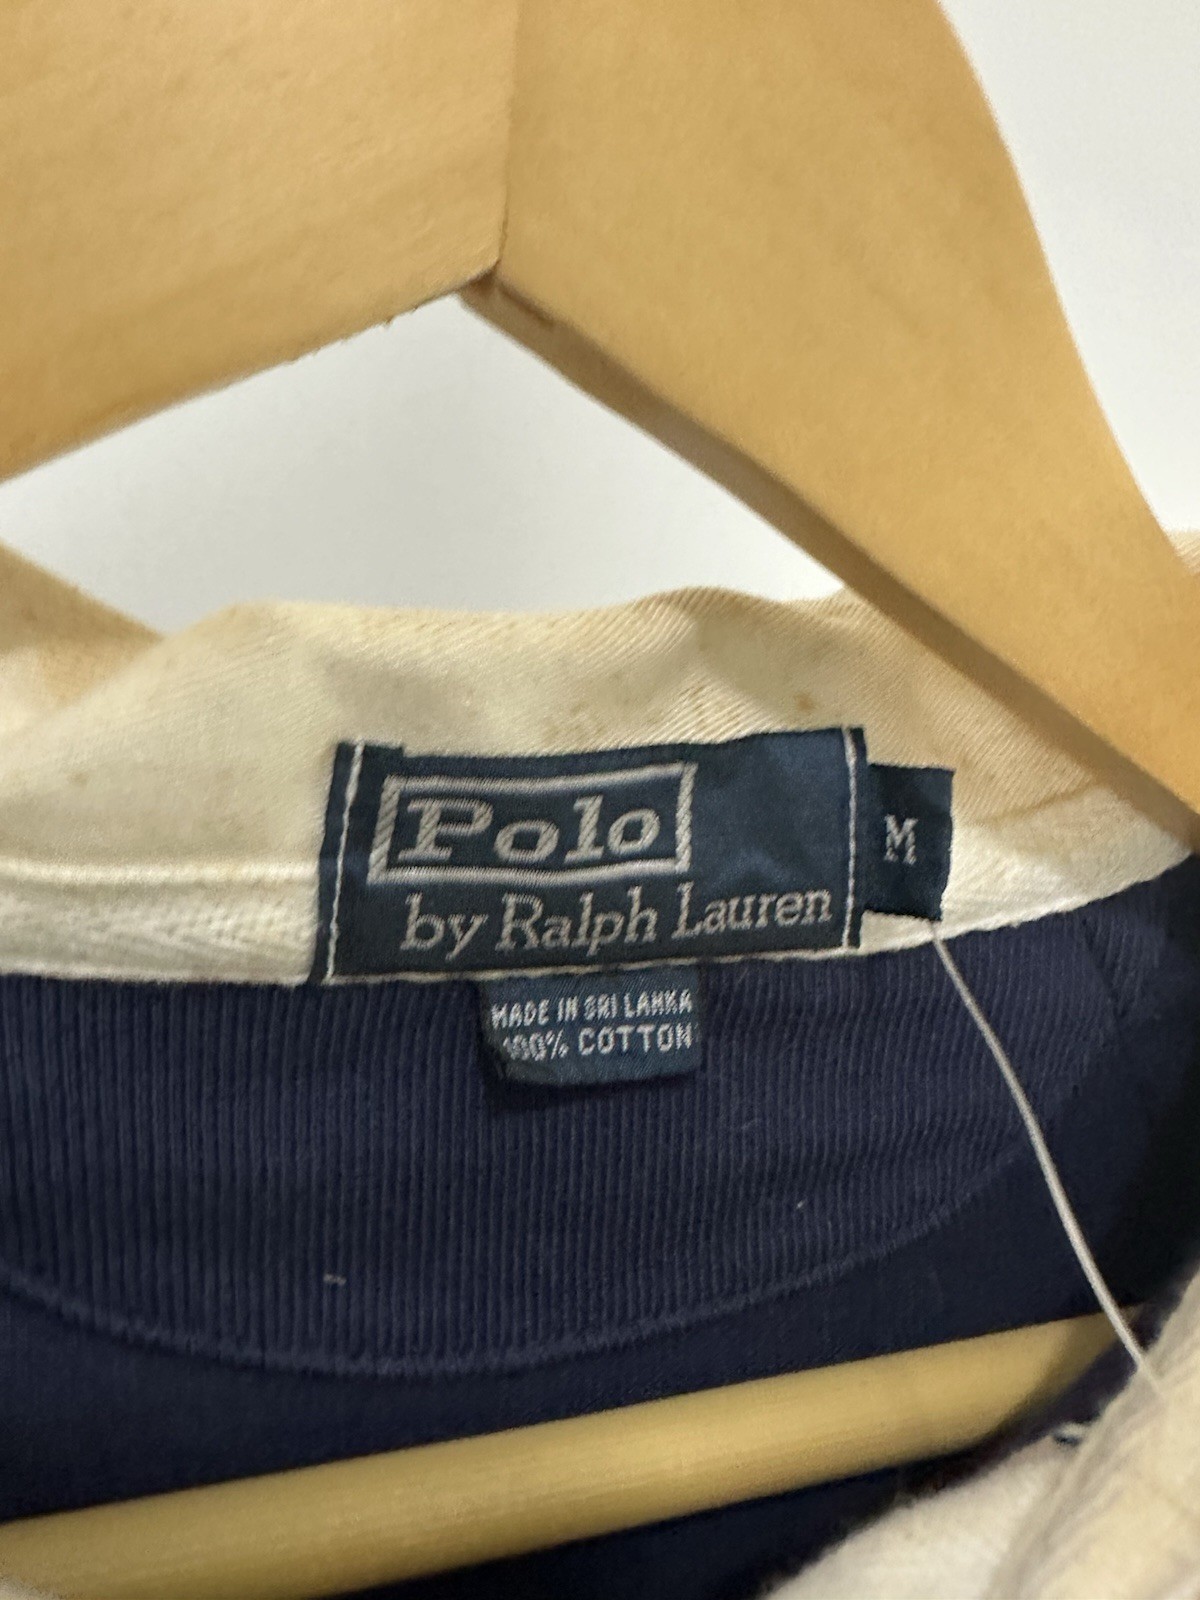 Polo
by Ralph Lauren
M
MADE IN SRI LANKA
100% COTTON